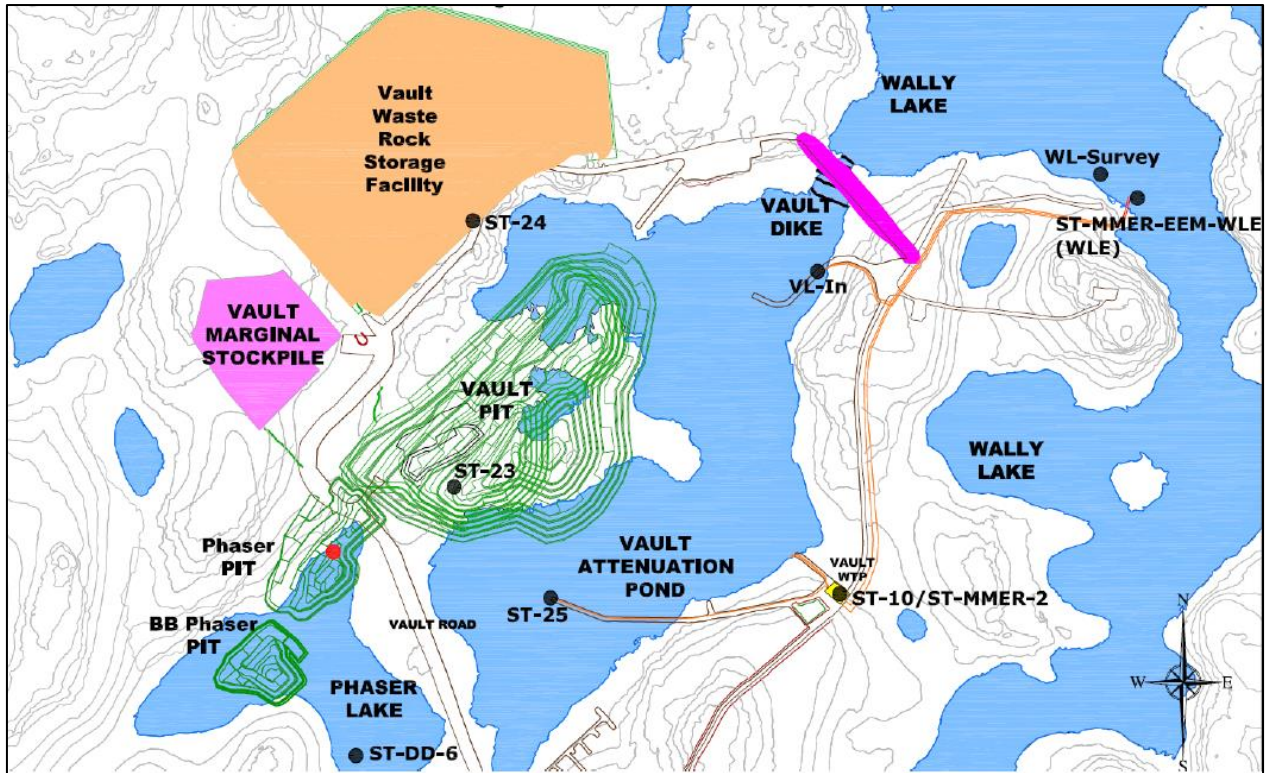 Vault
Waste
Rock
Storage
Facility
WALLY
LAKE
WL-Survey
ST-MMER-EEM-WLE
(WLE)
ST-24
VAULT
DIKE
VL-In
VAULT
MARGINAL
STOCKPILE
VAULT
PIT
ST-23
WALLY
LAKE
Phaser
PIT
VAULT
ATTENUATION
POND
VAULT
WTP
ST-10/ST-MMER-2
ST-25
BB Phaser
PIT
VAULT ROAD
PHASER
LAKE
ST-DD-6
N
W
E
S